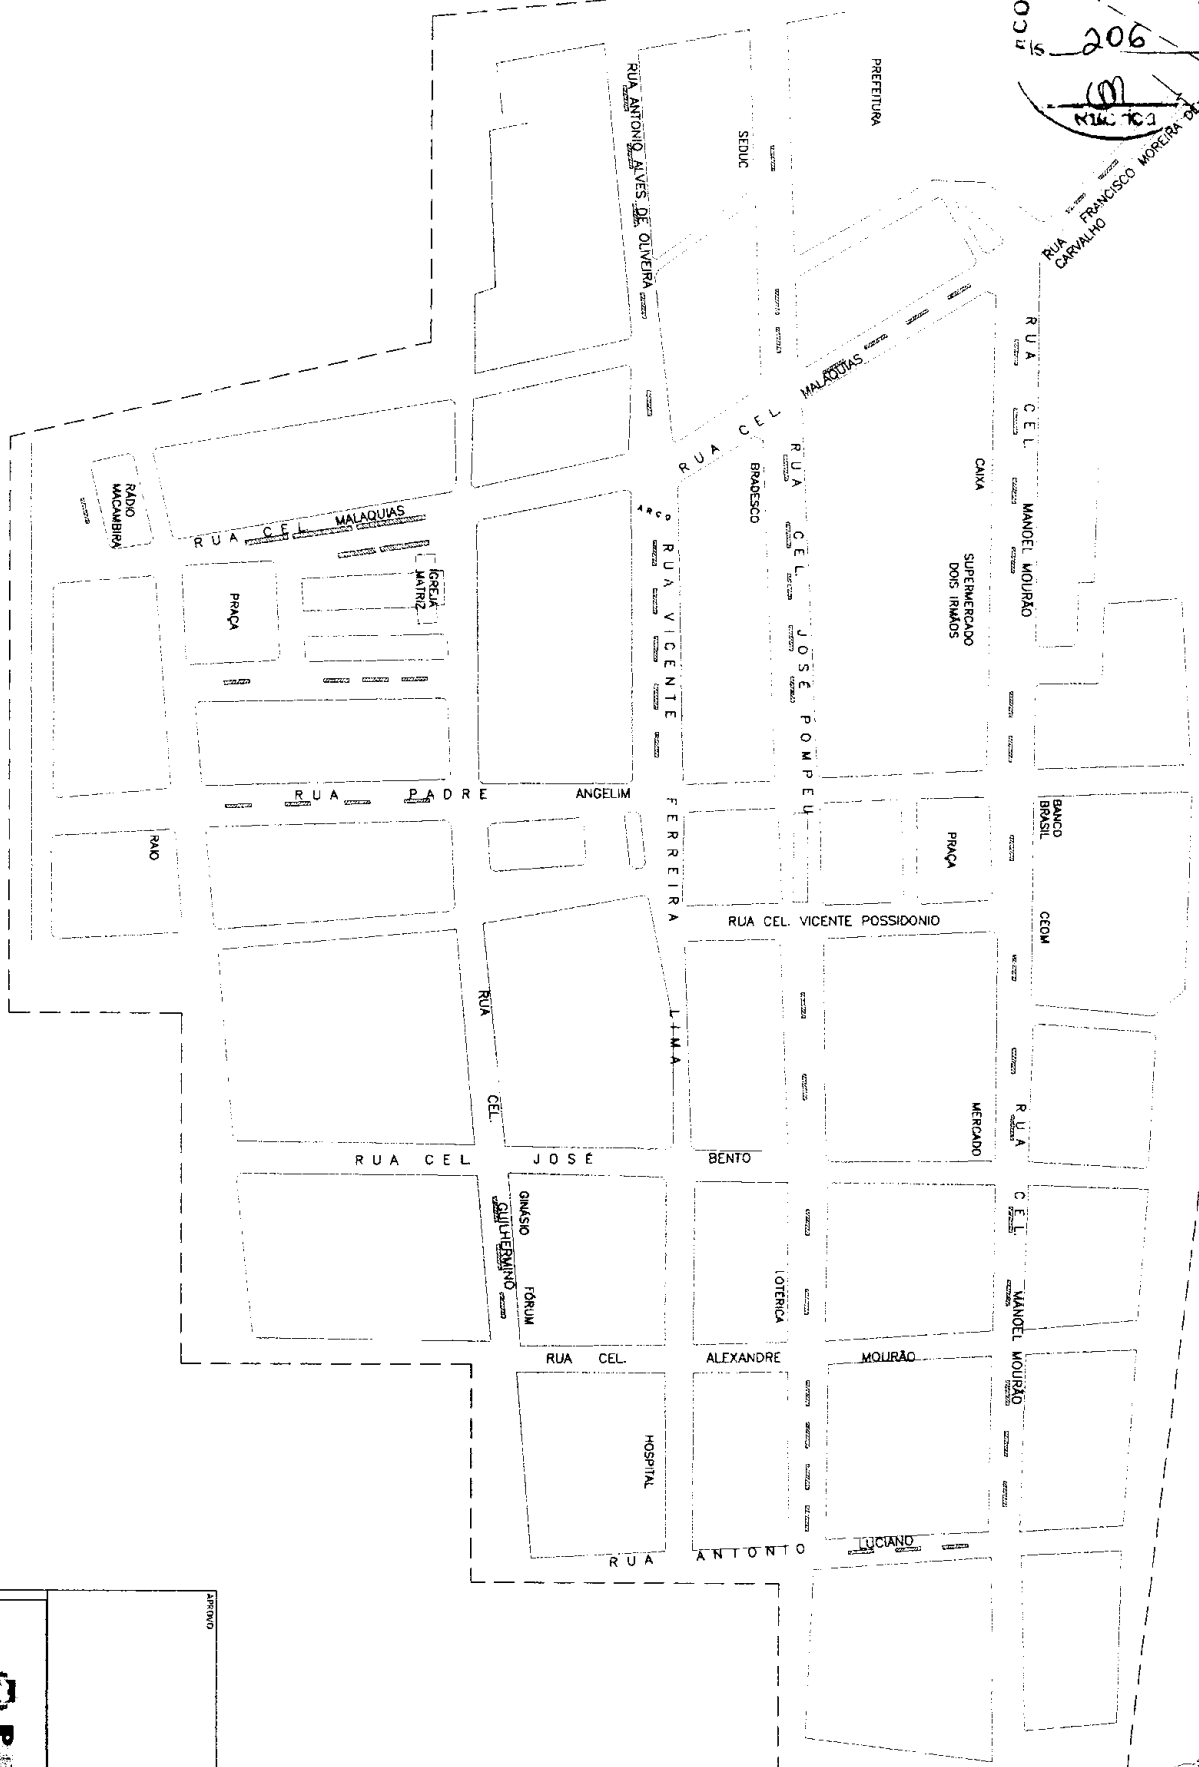 206
RUA FRANCISCO MOREIRA DE
CARVALHO
PREFEITURA
SEDUC
RUA ANTONIO ALVES DE OLIVEIRA
RUA CEL MALAQUIAS
RUA CEL. MANOEL MOURÃO
CAIXA
SUPERMERCADO
DOIS IRMÃOS
BRADESCO
RUA CEL. JOSÉ POMPEU
ARCO
RUA VICENTE FERREIRA LIMA
RÁDIO
MACAMBIRA
RUA CEL MALAQUIAS
IGREJA
MATRIZ
PRAÇA
RUA PADRE ANGELIM
RAIO
BANCO
BRASIL
PRAÇA
CEOM
RUA CEL. VICENTE POSSIDONIO
RUA CEL. GUILHERMINO
MERCADO
RUA CEL JOSÉ BENTO
RUA CEL. MANOEL MOURÃO
GINÁSIO
FÓRUM
LOTÉRICA
RUA CEL. ALEXANDRE MOURÃO
HOSPITAL
RUA ANTONIO LUCIANO
APROVO